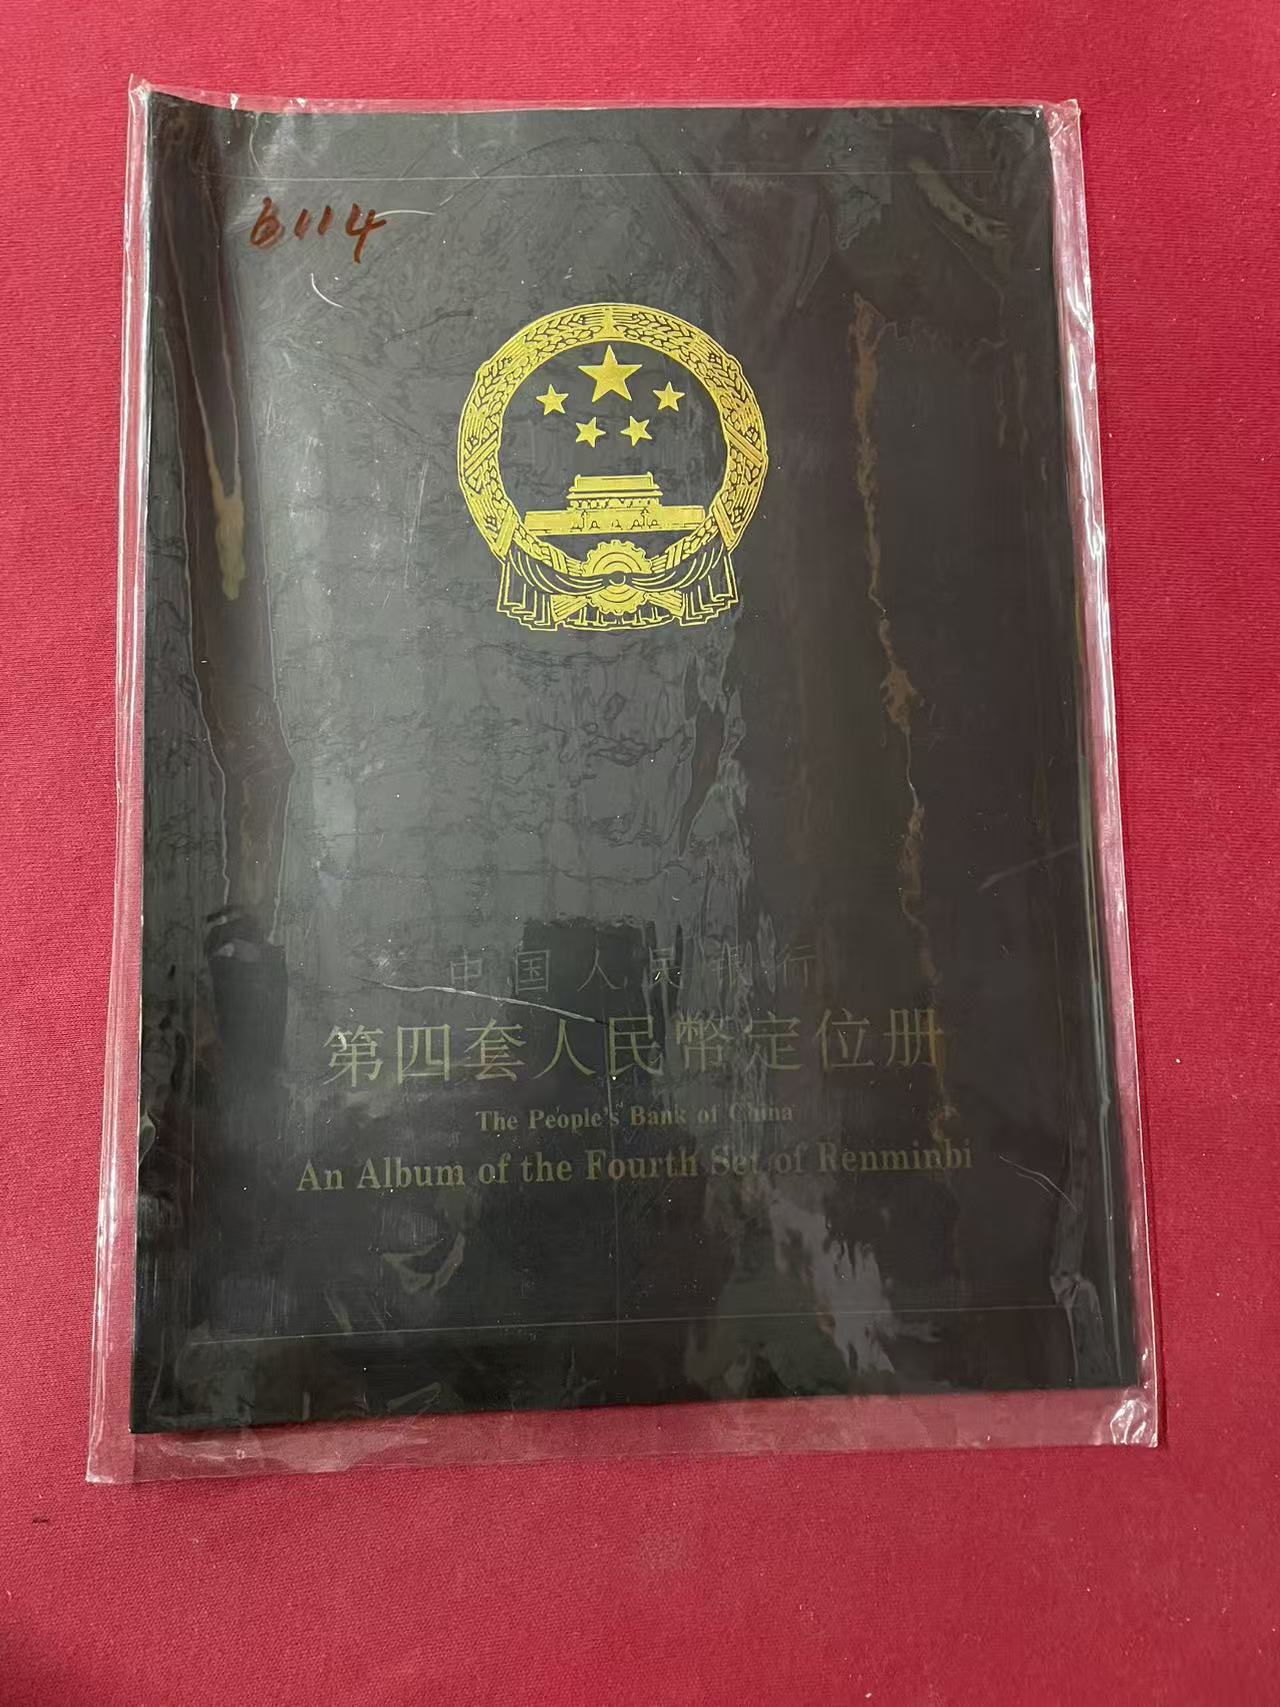 6114
中国人民银行
第四套人民幣定位册
The People's Bank of China
An Album of the Fourth Set of Renminbi